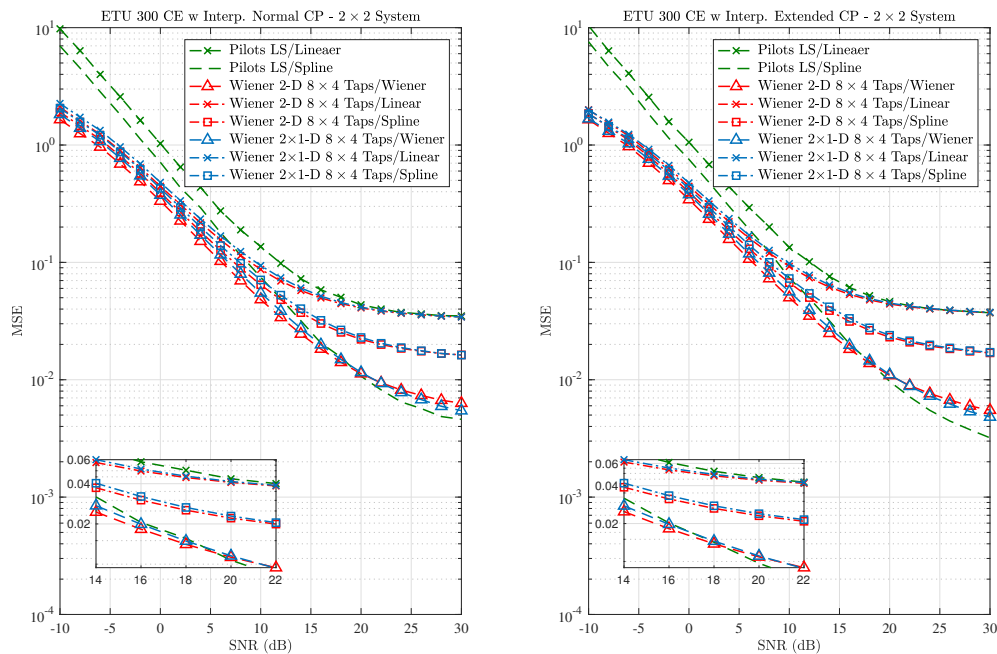 ETU 300 CE w Interp. Normal CP - 2 × 2 System
10^1
10^0
10^-1
10^-2
10^-3
10^-4
MSE
Pilots LS/Lineaer
Pilots LS/Spline
Wiener 2-D 8 × 4 Taps/Wiener
Wiener 2-D 8 × 4 Taps/Linear
Wiener 2-D 8 × 4 Taps/Spline
Wiener 2×1-D 8 × 4 Taps/Wiener
Wiener 2×1-D 8 × 4 Taps/Linear
Wiener 2×1-D 8 × 4 Taps/Spline
0.06
0.04
0.02
14 16 18 20 22
-10 -5 0 5 10 15 20 25 30
SNR (dB)
ETU 300 CE w Interp. Extended CP - 2 × 2 System
10^1
10^0
10^-1
10^-2
10^-3
10^-4
MSE
Pilots LS/Lineaer
Pilots LS/Spline
Wiener 2-D 8 × 4 Taps/Wiener
Wiener 2-D 8 × 4 Taps/Linear
Wiener 2-D 8 × 4 Taps/Spline
Wiener 2×1-D 8 × 4 Taps/Wiener
Wiener 2×1-D 8 × 4 Taps/Linear
Wiener 2×1-D 8 × 4 Taps/Spline
0.06
0.04
0.02
14 16 18 20 22
-10 -5 0 5 10 15 20 25 30
SNR (dB)